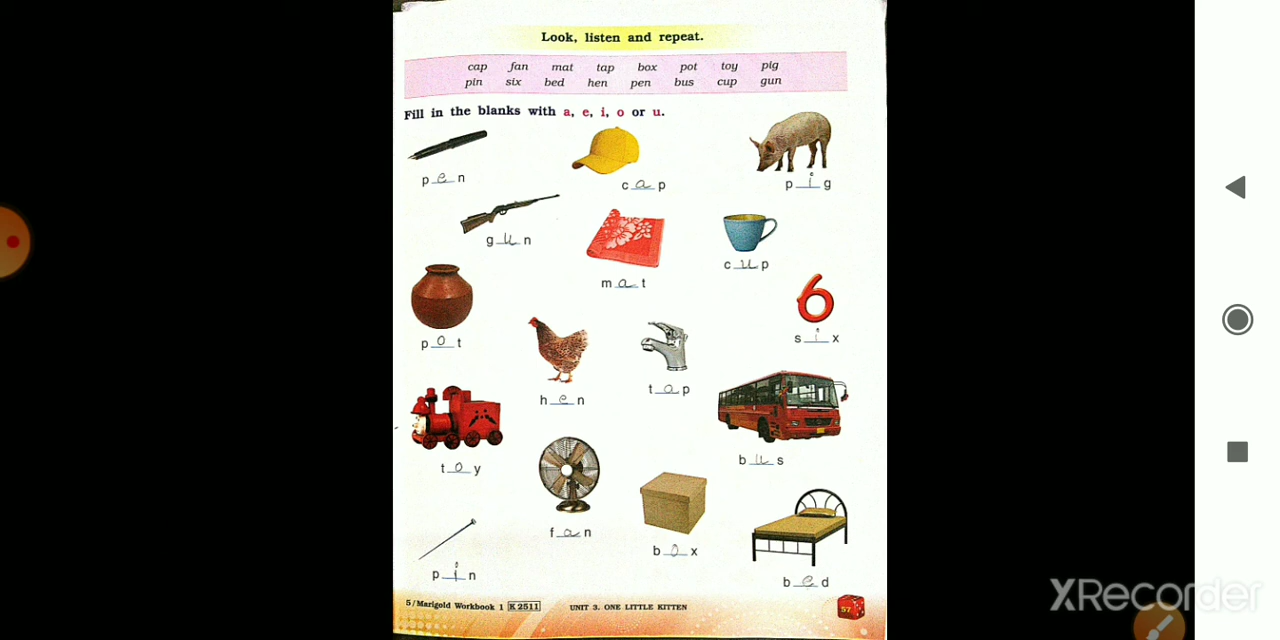 Look, listen and repeat.
cap fan mat tap box pot toy pig
pin six bed hen pen bus cup gun
Fill in the blanks with a, e, i, o or u.
p e n
c a p
p i g
g u n
m a t
c u p
6
p o t
s i x
h e n
t a p
t o y
b u s
f a n
b o x
p i n
b e d
5/Marigold Workbook 1 K 2511 UNIT 3. ONE LITTLE KITTEN
57
XRecorder